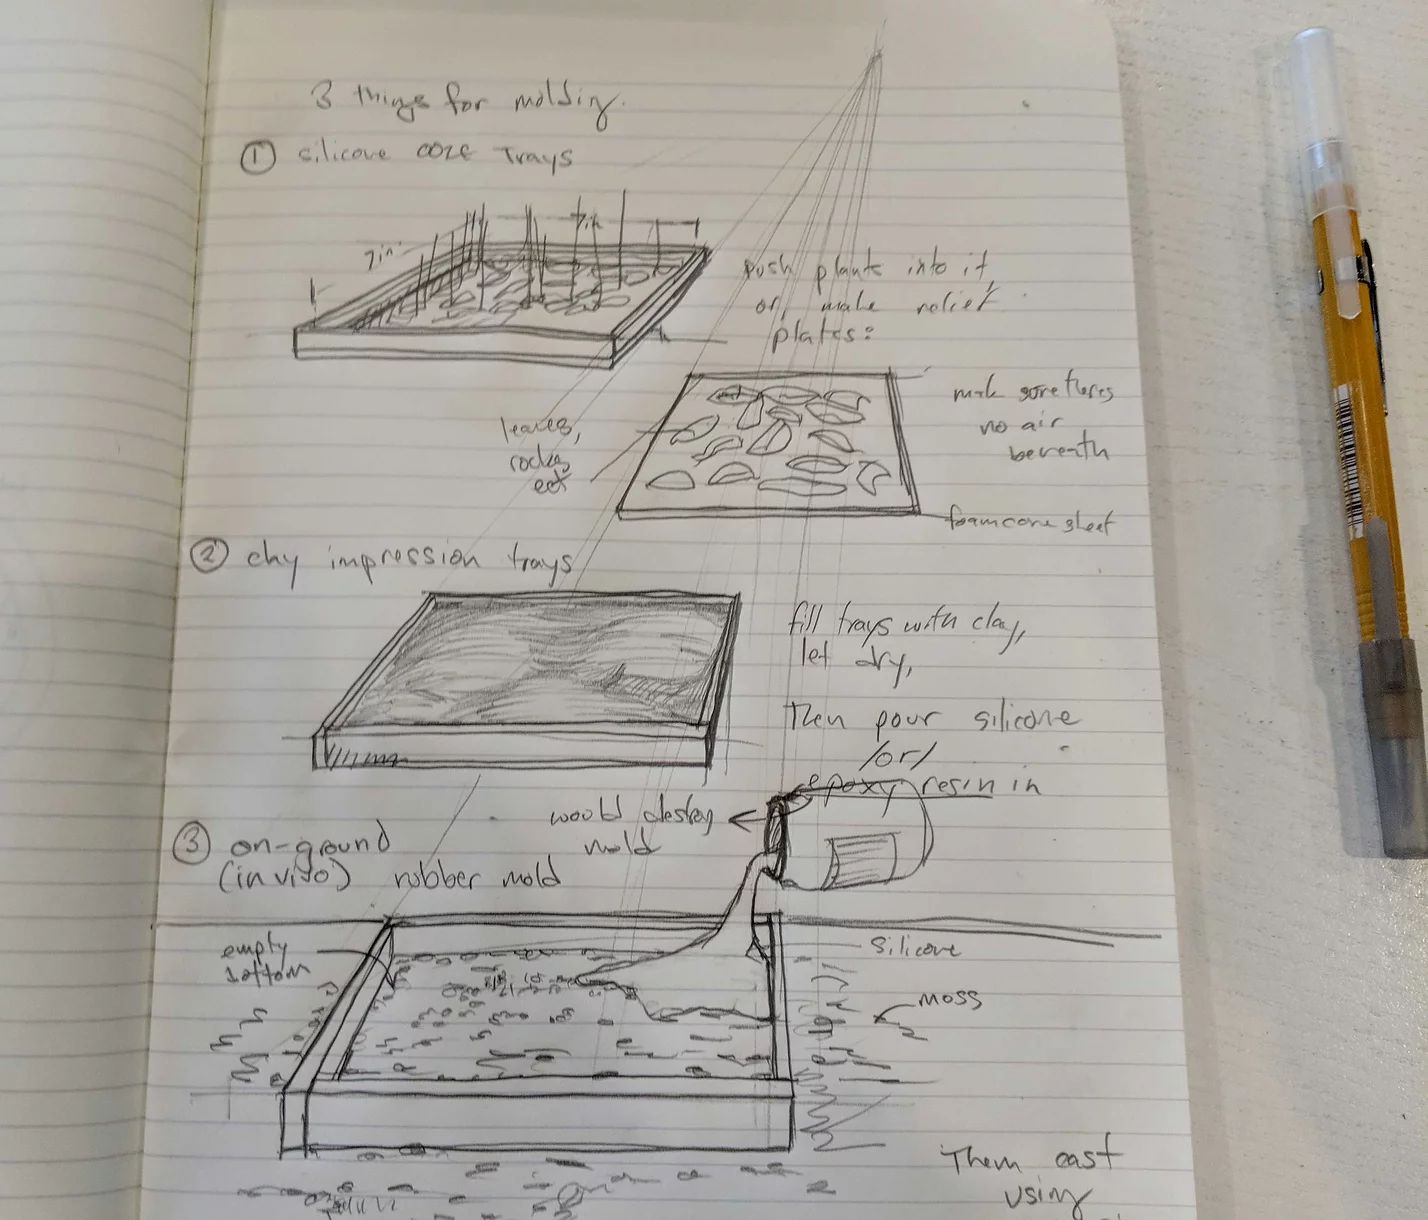 3 things for molding.
① silicone ooze trays
7in
7in
push plants into it,
or, make relief
plates:
leaves,
rocks,
ect
make sure theres
no air
beneath
foamcore sheet
② clay impression trays
fill trays with clay,
let dry,
Then pour silicone
/or/
epoxy resin in
would destroy
mold
③ on-ground
(in vivo) rubber mold
empty
bottom
silicone
moss
Them cast
using